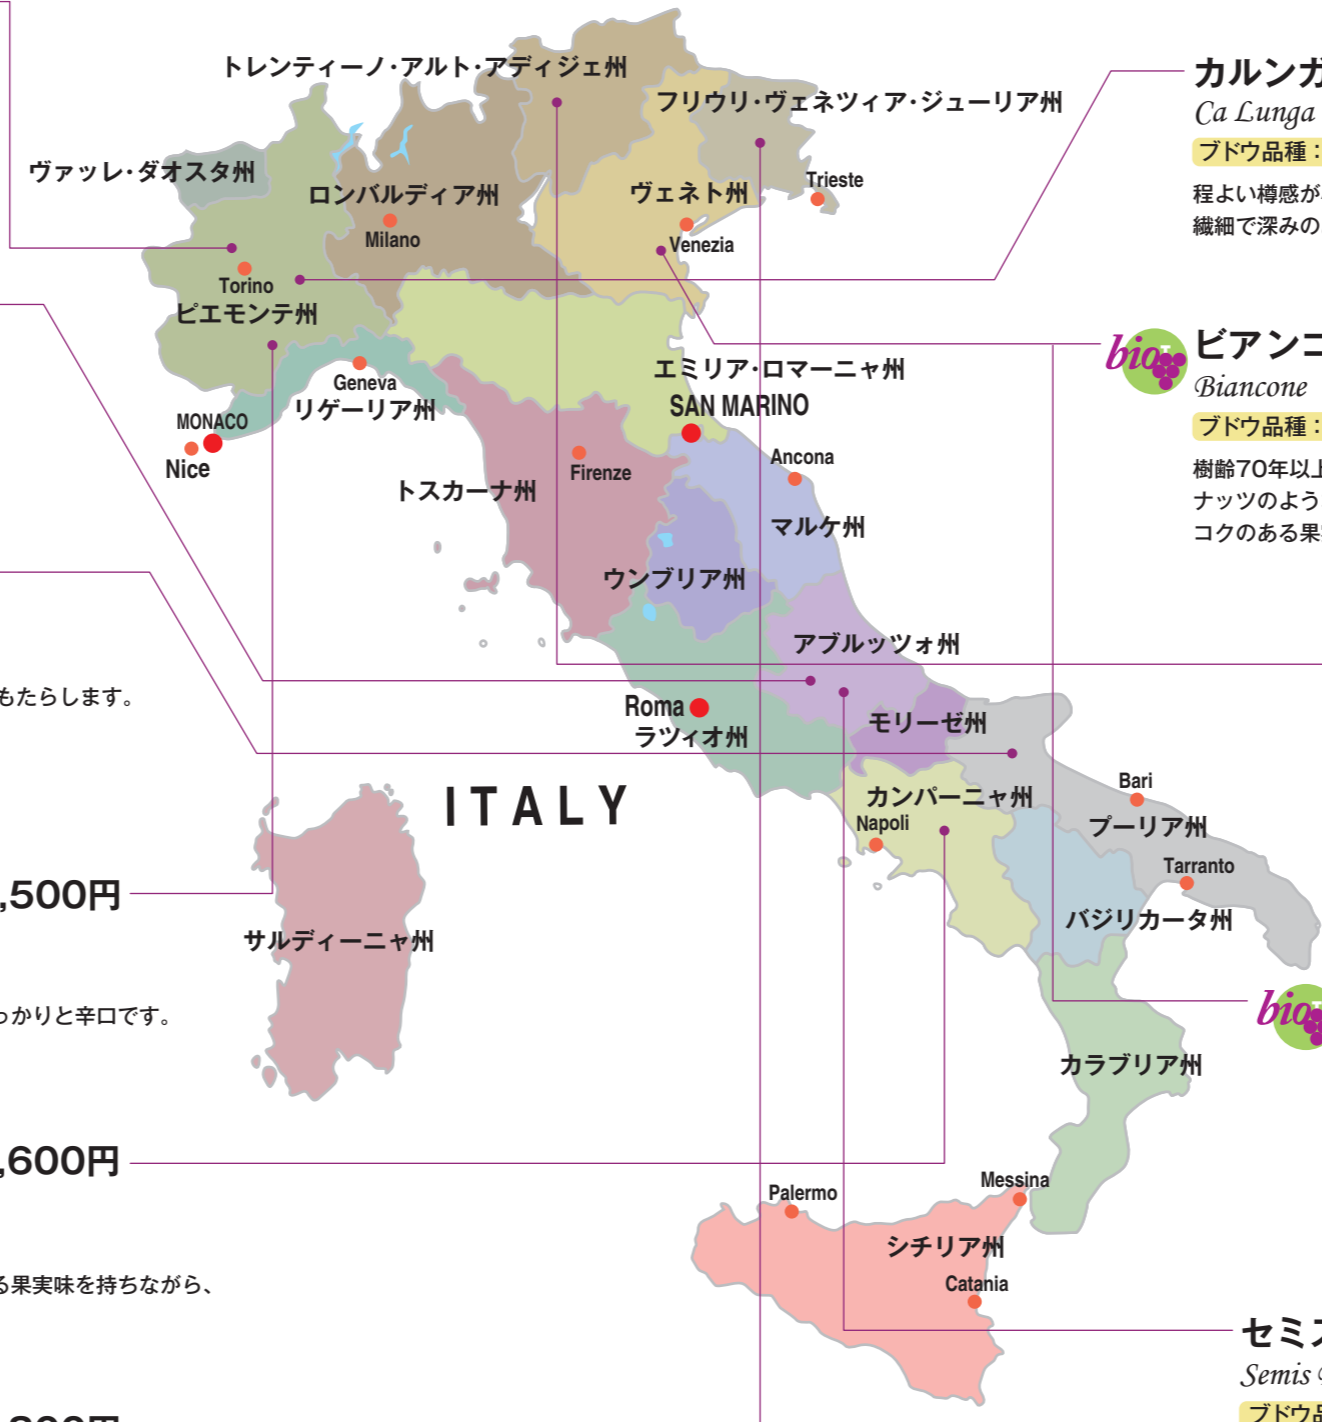 トレンティーノ・アルト・アディジェ州
フリウリ・ヴェネツィア・ジューリア州
ヴァッレ・ダオスタ州
ロンバルディア州
Milano
ヴェネト州
Venezia
Trieste
Torino
ピエモンテ州
Geneva
リゲーリア州
MONACO
Nice
エミリア・ロマーニャ州
SAN MARINO
Ancona
Firenze
トスカーナ州
マルケ州
ウンブリア州
アブルッツォ州
Roma
ラツィオ州
モリーゼ州
ITALY
カンパーニャ州
Napoli
Bari
プーリア州
Tarranto
バジリカータ州
サルディーニャ州
カラブリア州
Palermo
Messina
シチリア州
Catania
もたらします。
,500円
っかりと辛口です。
,600円
る果実味を持ちながら、
カルンガ
Ca Lunga
ブドウ品種：
程よい樽感が
繊細で深みの
bio
ビアンコ
Biancone
ブドウ品種：
樹齢70年以上
ナッツのよう
コクのある果
bio
セミス
Semis
ブドウ品